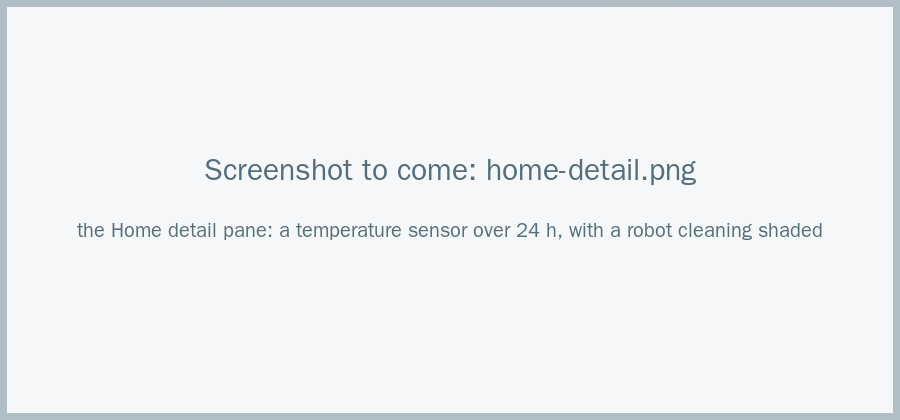 Screenshot to come: home-detail.png
the Home detail pane: a temperature sensor over 24 h, with a robot cleaning shaded